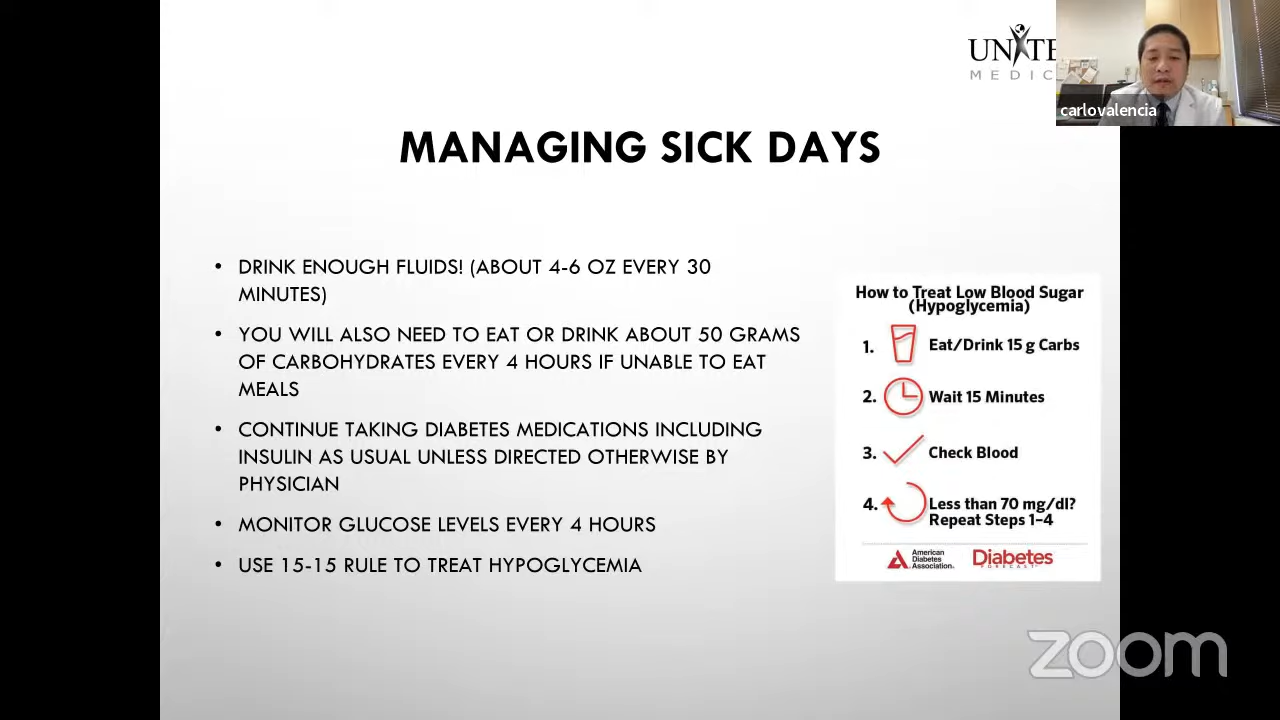 UNITE
MEDIC
carlovalencia
MANAGING SICK DAYS
• DRINK ENOUGH FLUIDS! (ABOUT 4-6 OZ EVERY 30
MINUTES)
• YOU WILL ALSO NEED TO EAT OR DRINK ABOUT 50 GRAMS
OF CARBOHYDRATES EVERY 4 HOURS IF UNABLE TO EAT
MEALS
• CONTINUE TAKING DIABETES MEDICATIONS INCLUDING
INSULIN AS USUAL UNLESS DIRECTED OTHERWISE BY
PHYSICIAN
• MONITOR GLUCOSE LEVELS EVERY 4 HOURS
• USE 15-15 RULE TO TREAT HYPOGLYCEMIA
How to Treat Low Blood Sugar
(Hypoglycemia)
1. Eat/Drink 15 g Carbs
2. Wait 15 Minutes
3. Check Blood
4. Less than 70 mg/dl?
Repeat Steps 1–4
American
Diabetes
Association.
Diabetes
FORECAST
zoom